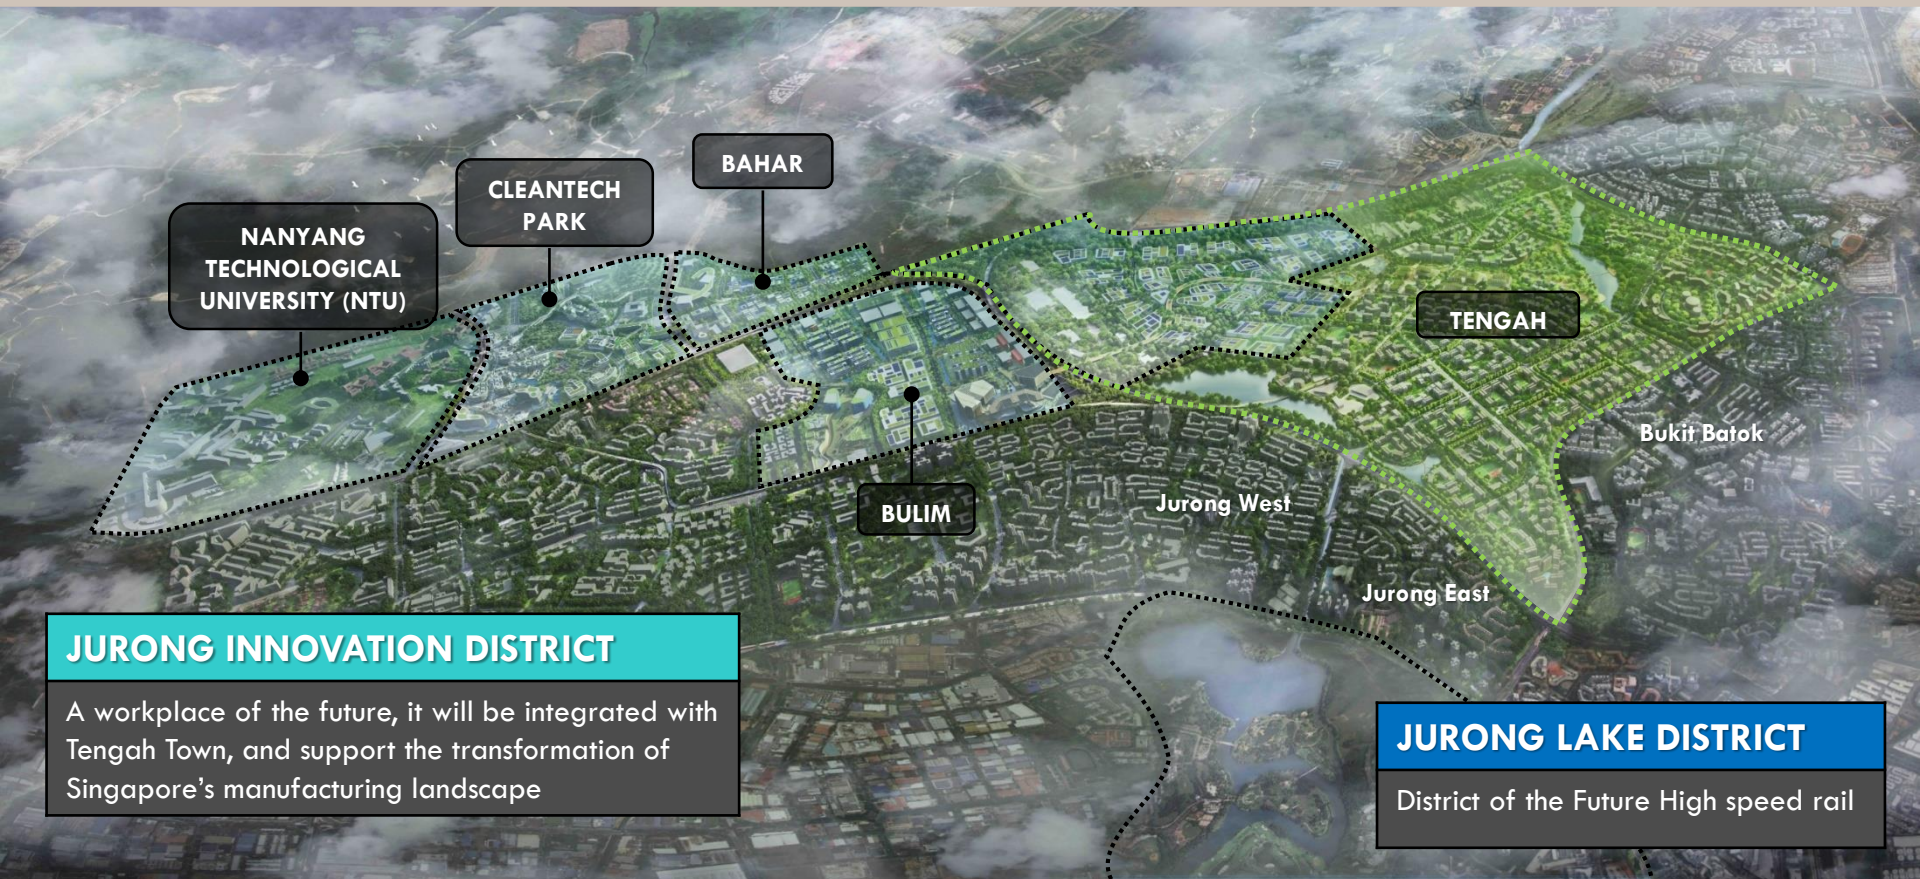 BAHAR
CLEANTECH
PARK
NANYANG
TECHNOLOGICAL
UNIVERSITY (NTU)
TENGAH
Bukit Batok
Jurong West
BULIM
Jurong East
JURONG INNOVATION DISTRICT
A workplace of the future, it will be integrated with
Tengah Town, and support the transformation of
Singapore’s manufacturing landscape
JURONG LAKE DISTRICT
District of the Future High speed rail